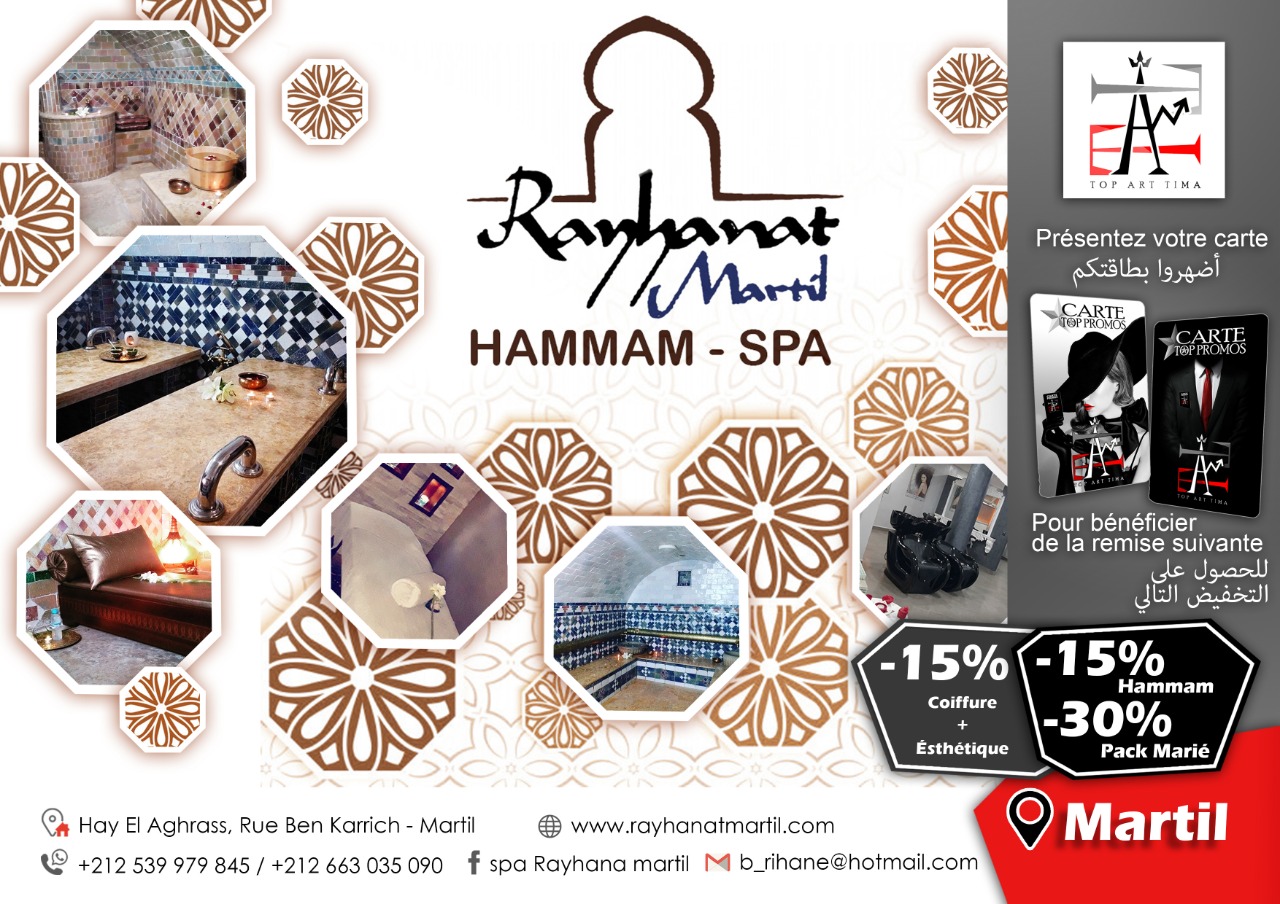 Rayhanat
Martil
HAMMAM - SPA
TOP ART TIMA
Présentez votre carte
أضهروا بطاقتكم
CARTE
TOP PROMOS
TOP ART TIMA
CARTE
TOP PROMOS
TOP ART TIMA
Pour bénéficier
de la remise suivante
للحصول على
التخفيض التالي
-15%
Coiffure
+
Ésthétique
-15%
Hammam
-30%
Pack Marié
Martil
Hay El Aghrass, Rue Ben Karrich - Martil
www.rayhanatmartil.com
+212 539 979 845 / +212 663 035 090
spa Rayhana martil
b_rihane@hotmail.com